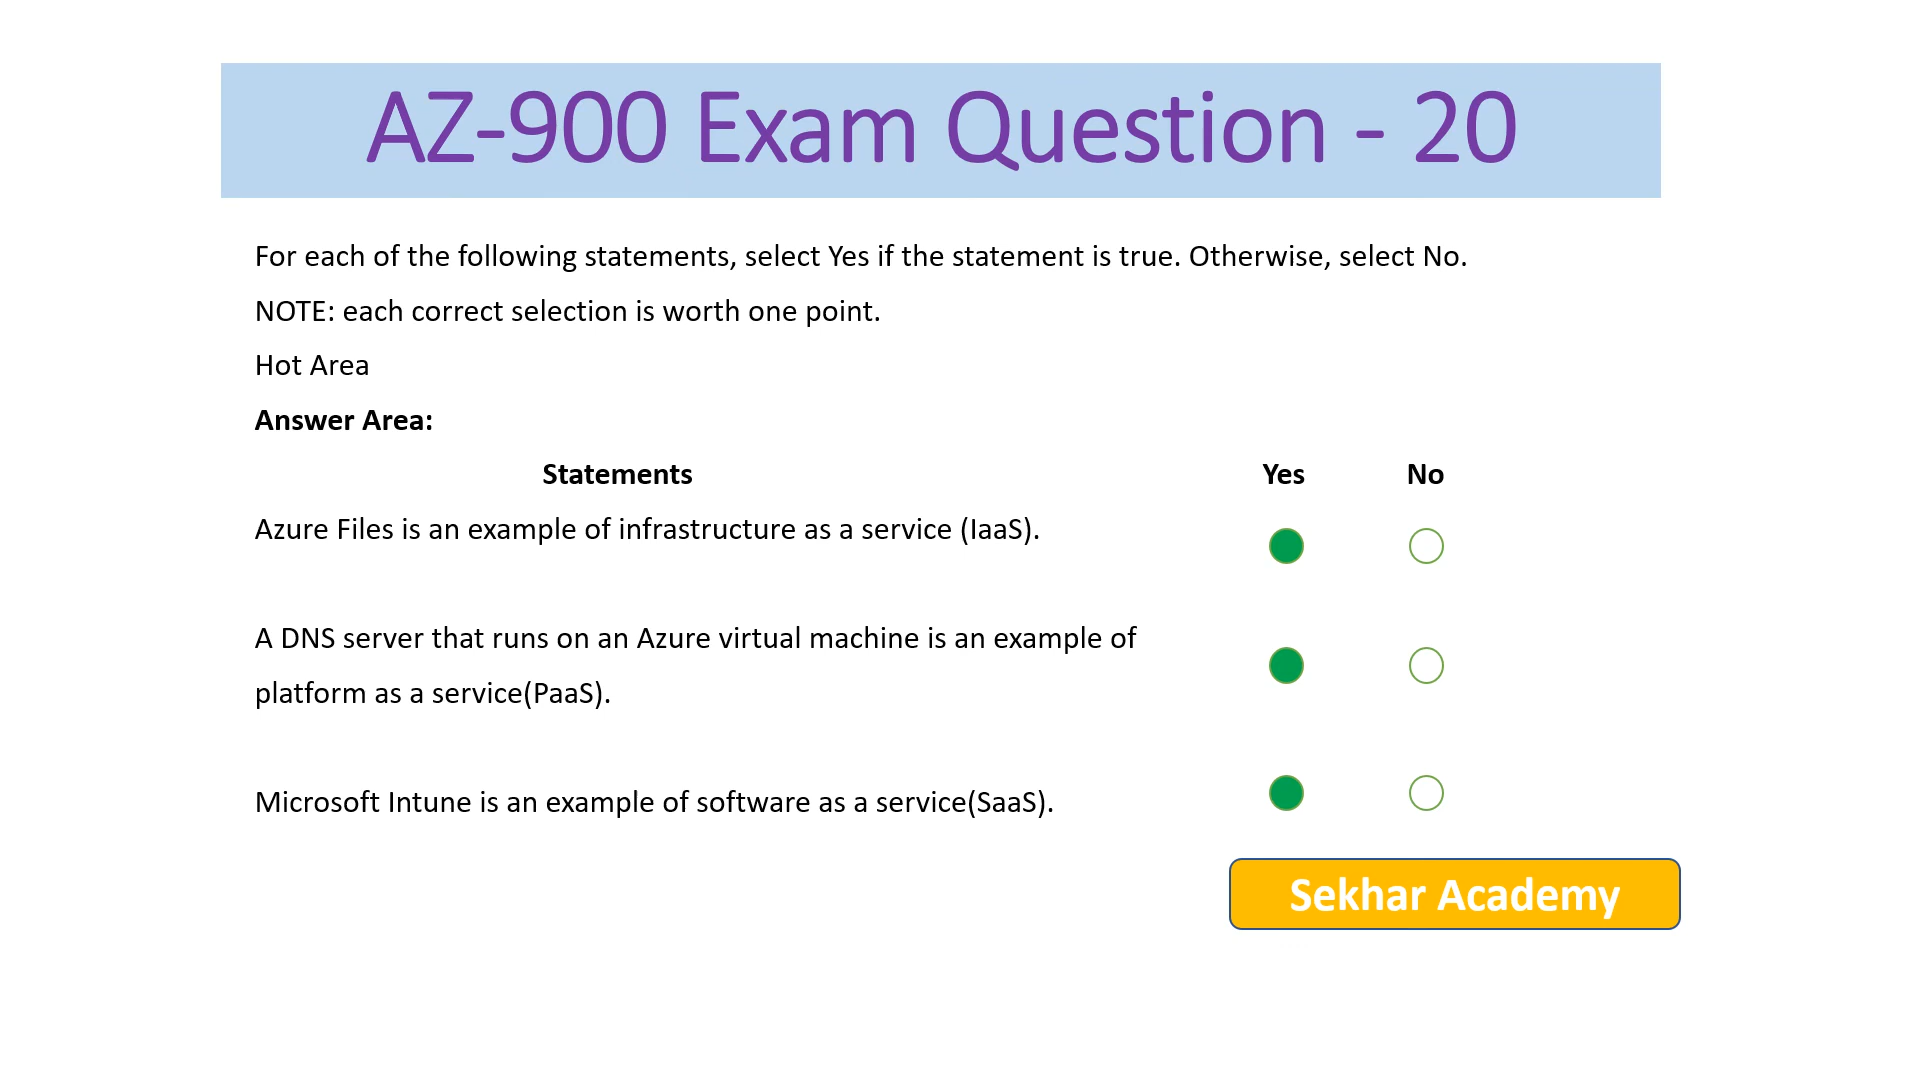 AZ-900 Exam Question - 20
For each of the following statements, select Yes if the statement is true. Otherwise, select No.
NOTE: each correct selection is worth one point.
Hot Area
Answer Area:
Statements Yes No
Azure Files is an example of infrastructure as a service (IaaS).
A DNS server that runs on an Azure virtual machine is an example of
platform as a service(PaaS).
Microsoft Intune is an example of software as a service(SaaS).
Sekhar Academy